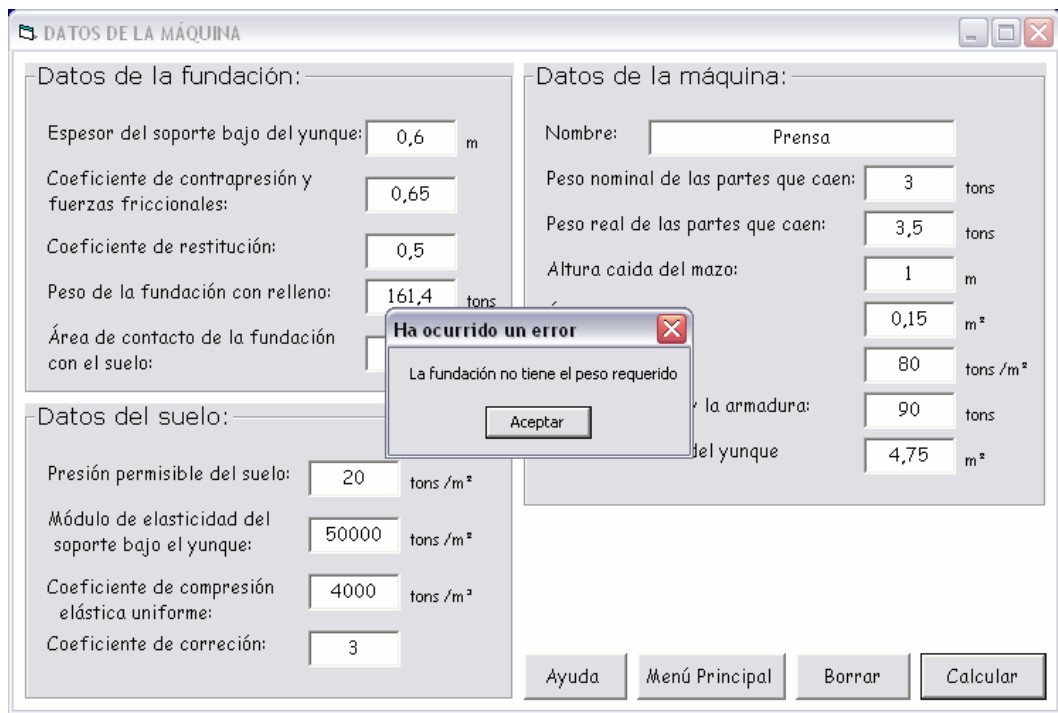 DATOS DE LA MÁQUINA
Datos de la fundación:
Espesor del soporte bajo del yunque: 0,6 m
Coeficiente de contrapresión y
fuerzas friccionales: 0,65
Coeficiente de restitución: 0,5
Peso de la fundación con relleno: 161,4 tons
Área de contacto de la fundación
con el suelo:
Datos del suelo:
Presión permisible del suelo: 20 tons /m²
Módulo de elasticidad del
soporte bajo el yunque: 50000 tons /m²
Coeficiente de compresión
elástica uniforme: 4000 tons /m³
Coeficiente de correción: 3
Datos de la máquina:
Nombre: Prensa
Peso nominal de las partes que caen: 3 tons
Peso real de las partes que caen: 3,5 tons
Altura caida del mazo: 1 m
0,15 m²
80 tons /m²
y la armadura: 90 tons
del yunque 4,75 m²
Ha ocurrido un error
La fundación no tiene el peso requerido
Aceptar
Ayuda Menú Principal Borrar Calcular